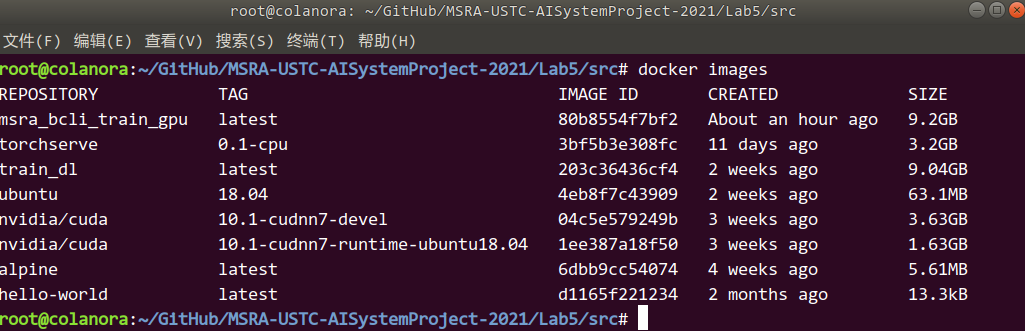 root@colanora: ~/GitHub/MSRA-USTC-AISystemProject-2021/Lab5/src
文件(F) 编辑(E) 查看(V) 搜索(S) 终端(T) 帮助(H)
root@colanora:~/GitHub/MSRA-USTC-AISystemProject-2021/Lab5/src# docker images
REPOSITORY TAG IMAGE ID CREATED SIZE
msra_bcli_train_gpu latest 80b8554f7bf2 About an hour ago 9.2GB
torchserve 0.1-cpu 3bf5b3e308fc 11 days ago 3.2GB
train_dl latest 203c36436cf4 2 weeks ago 9.04GB
ubuntu 18.04 4eb8f7c43909 2 weeks ago 63.1MB
nvidia/cuda 10.1-cudnn7-devel 04c5e579249b 3 weeks ago 3.63GB
nvidia/cuda 10.1-cudnn7-runtime-ubuntu18.04 1ee387a18f50 3 weeks ago 1.63GB
alpine latest 6dbb9cc54074 4 weeks ago 5.61MB
hello-world latest d1165f221234 2 months ago 13.3kB
root@colanora:~/GitHub/MSRA-USTC-AISystemProject-2021/Lab5/src#